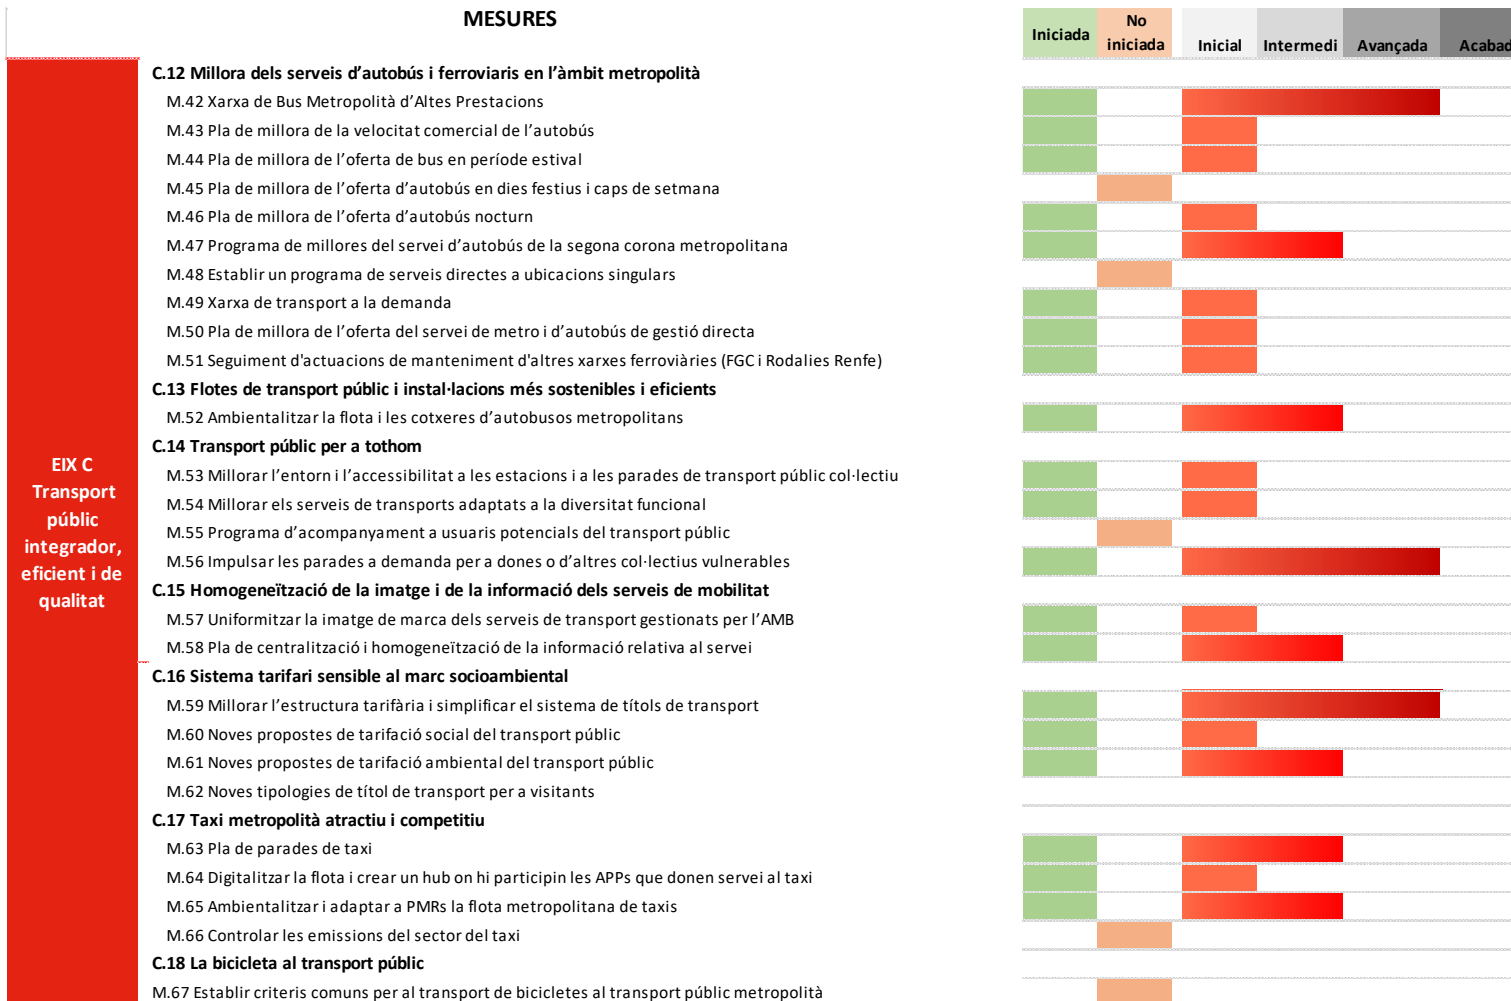 MESURES
Iniciada
No
iniciada
Inicial
Intermedi
Avançada
Acabad
EIX C
Transport
públic
integrador,
eficient i de
qualitat
C.12 Millora dels serveis d’autobús i ferroviaris en l’àmbit metropolità
M.42 Xarxa de Bus Metropolità d’Altes Prestacions
M.43 Pla de millora de la velocitat comercial de l’autobús
M.44 Pla de millora de l’oferta de bus en període estival
M.45 Pla de millora de l’oferta d’autobús en dies festius i caps de setmana
M.46 Pla de millora de l’oferta d’autobús nocturn
M.47 Programa de millores del servei d’autobús de la segona corona metropolitana
M.48 Establir un programa de serveis directes a ubicacions singulars
M.49 Xarxa de transport a la demanda
M.50 Pla de millora de l’oferta del servei de metro i d’autobús de gestió directa
M.51 Seguiment d'actuacions de manteniment d'altres xarxes ferroviàries (FGC i Rodalies Renfe)
C.13 Flotes de transport públic i instal·lacions més sostenibles i eficients
M.52 Ambientalitzar la flota i les cotxeres d’autobusos metropolitans
C.14 Transport públic per a tothom
M.53 Millorar l’entorn i l’accessibilitat a les estacions i a les parades de transport públic col·lectiu
M.54 Millorar els serveis de transports adaptats a la diversitat funcional
M.55 Programa d’acompanyament a usuaris potencials del transport públic
M.56 Impulsar les parades a demanda per a dones o d’altres col·lectius vulnerables
C.15 Homogeneïtzació de la imatge i de la informació dels serveis de mobilitat
M.57 Uniformitzar la imatge de marca dels serveis de transport gestionats per l’AMB
M.58 Pla de centralització i homogeneïtzació de la informació relativa al servei
C.16 Sistema tarifari sensible al marc socioambiental
M.59 Millorar l’estructura tarifària i simplificar el sistema de títols de transport
M.60 Noves propostes de tarifació social del transport públic
M.61 Noves propostes de tarifació ambiental del transport públic
M.62 Noves tipologies de títol de transport per a visitants
C.17 Taxi metropolità atractiu i competitiu
M.63 Pla de parades de taxi
M.64 Digitalitzar la flota i crear un hub on hi participin les APPs que donen servei al taxi
M.65 Ambientalitzar i adaptar a PMRs la flota metropolitana de taxis
M.66 Controlar les emissions del sector del taxi
C.18 La bicicleta al transport públic
M.67 Establir criteris comuns per al transport de bicicletes al transport públic metropolità